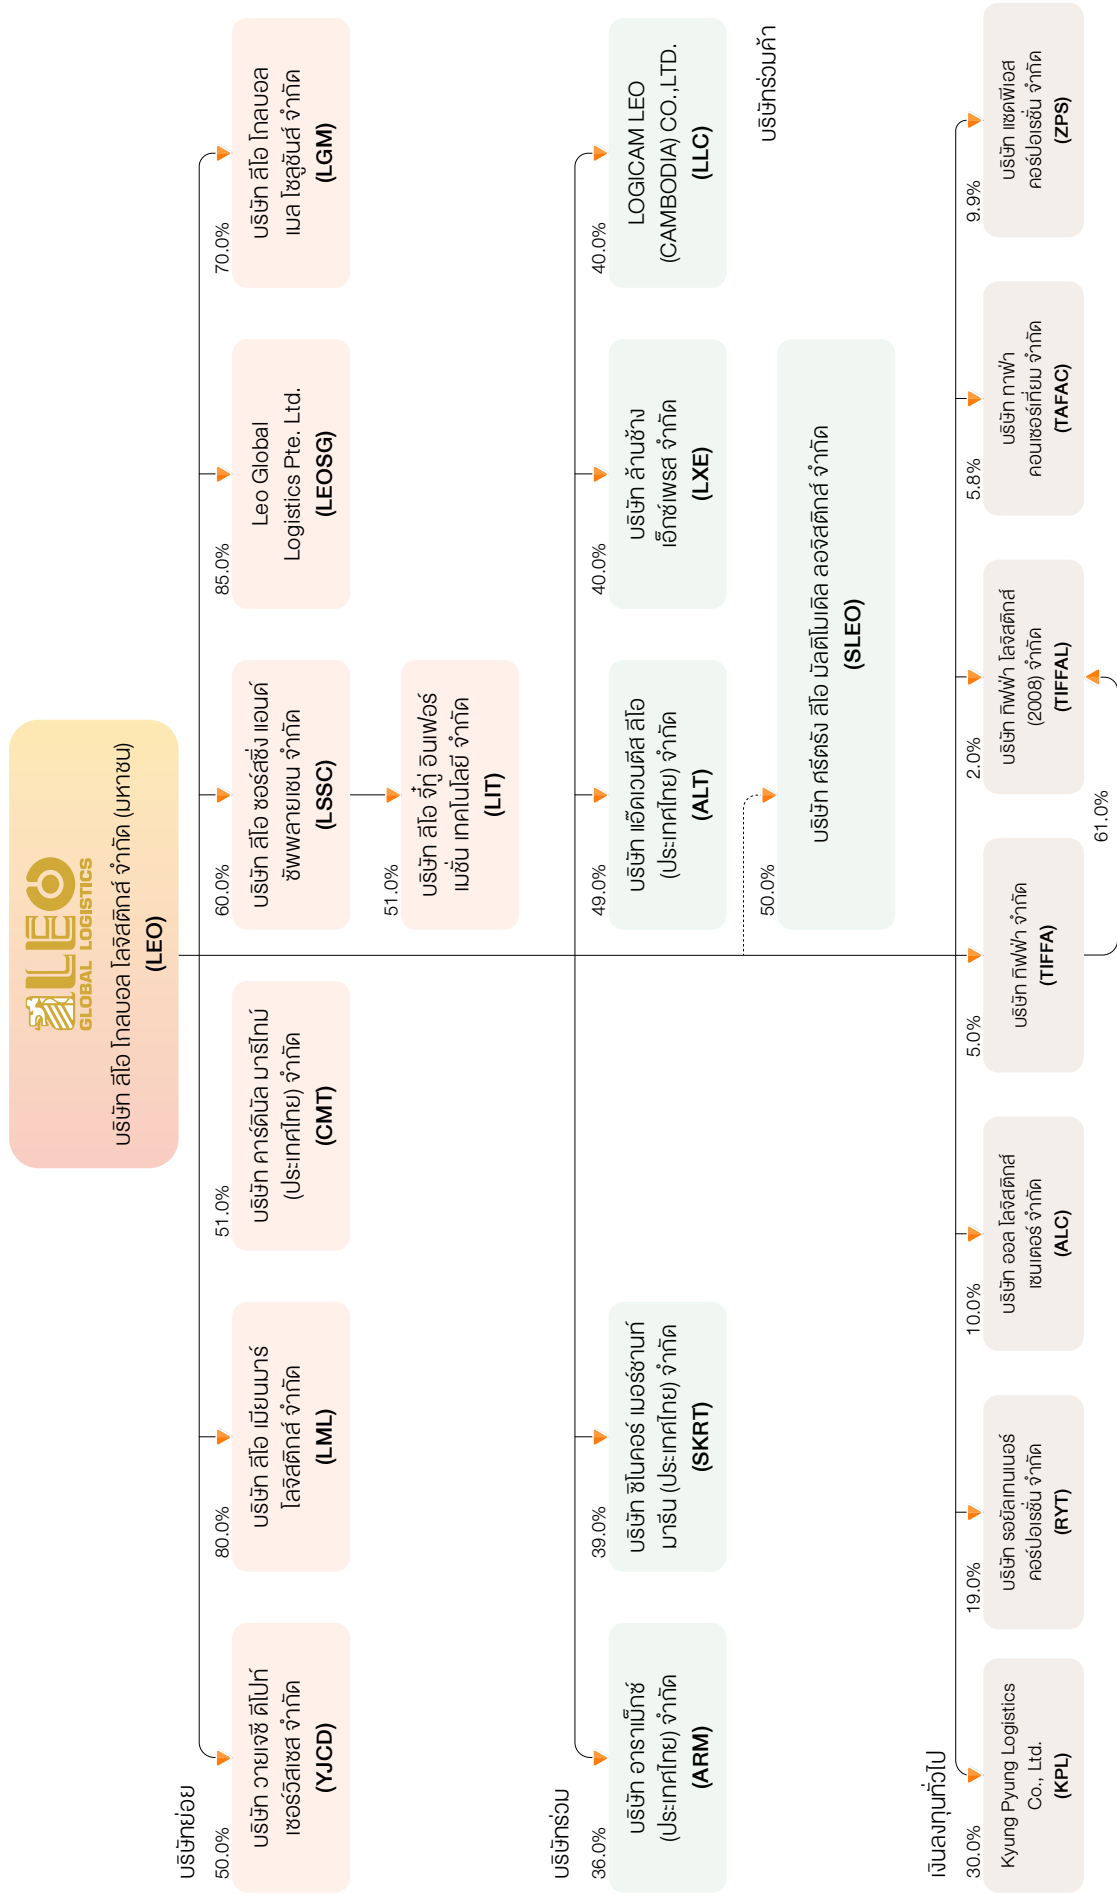 LEO
GLOBAL LOGISTICS
บริษัท ลีโอ โกลบอล โลจิสติกส์ จำกัด (มหาชน)
(LEO)
บริษัทย่อย
50.0%
บริษัท วายเจซี ดีโปท์
เซอร์วิสเซส จำกัด
(YJCD)
80.0%
บริษัท ลีโอ เมียนมาร์
โลจิสติกส์ จำกัด
(LML)
51.0%
บริษัท คาร์ดินัล มาริไทม์
(ประเทศไทย) จำกัด
(CMT)
60.0%
บริษัท ลีโอ ซอร์สซิ่ง แอนด์
ซัพพลายเชน จำกัด
(LSSC)
85.0%
Leo Global
Logistics Pte. Ltd.
(LEOSG)
70.0%
บริษัท ลีโอ โกลบอล
เมล โซลูชันส์ จำกัด
(LGM)
51.0%
บริษัท ลีโอ จี๋ทู่ อินเฟอร์
เมชั่น เทคโนโลยี จำกัด
(LIT)
บริษัทร่วม
36.0%
บริษัท อาราเม็กซ์
(ประเทศไทย) จำกัด
(ARM)
39.0%
บริษัท ซิโนคอร์ เมอร์ชานท์
มารีน (ประเทศไทย) จำกัด
(SKRT)
49.0%
บริษัท แอ๊ดเวนตีส ลีโอ
(ประเทศไทย) จำกัด
(ALT)
40.0%
บริษัท ล้านช้าง
เอ็กซ์เพรส จำกัด
(LXE)
40.0%
LOGICAM LEO
(CAMBODIA) CO.,LTD.
(LLC)
บริษัทร่วมค้า
50.0%
บริษัท ศรีตรัง ลีโอ มัลติโมเดิล ลอจิสติกส์ จำกัด
(SLEO)
เงินลงทุนทั่วไป
30.0%
Kyung Pyung Logistics
Co., Ltd.
(KPL)
19.0%
บริษัท รอยัลเทนเนอร์
คอร์ปอเรชั่น จำกัด
(RYT)
10.0%
บริษัท ออล โลจิสติกส์
เซนเตอร์ จำกัด
(ALC)
5.0%
บริษัท ทิฟฟ่า จำกัด
(TIFFA)
2.0%
บริษัท ทิฟฟ่า โลจิสติกส์
(2008) จำกัด
(TIFFAL)
5.8%
บริษัท ทาฟ่า
คอนซอร์เที่ยม จำกัด
(TAFAC)
9.9%
บริษัท แซดพีเอส
คอร์ปอเรชั่น จำกัด
(ZPS)
61.0%